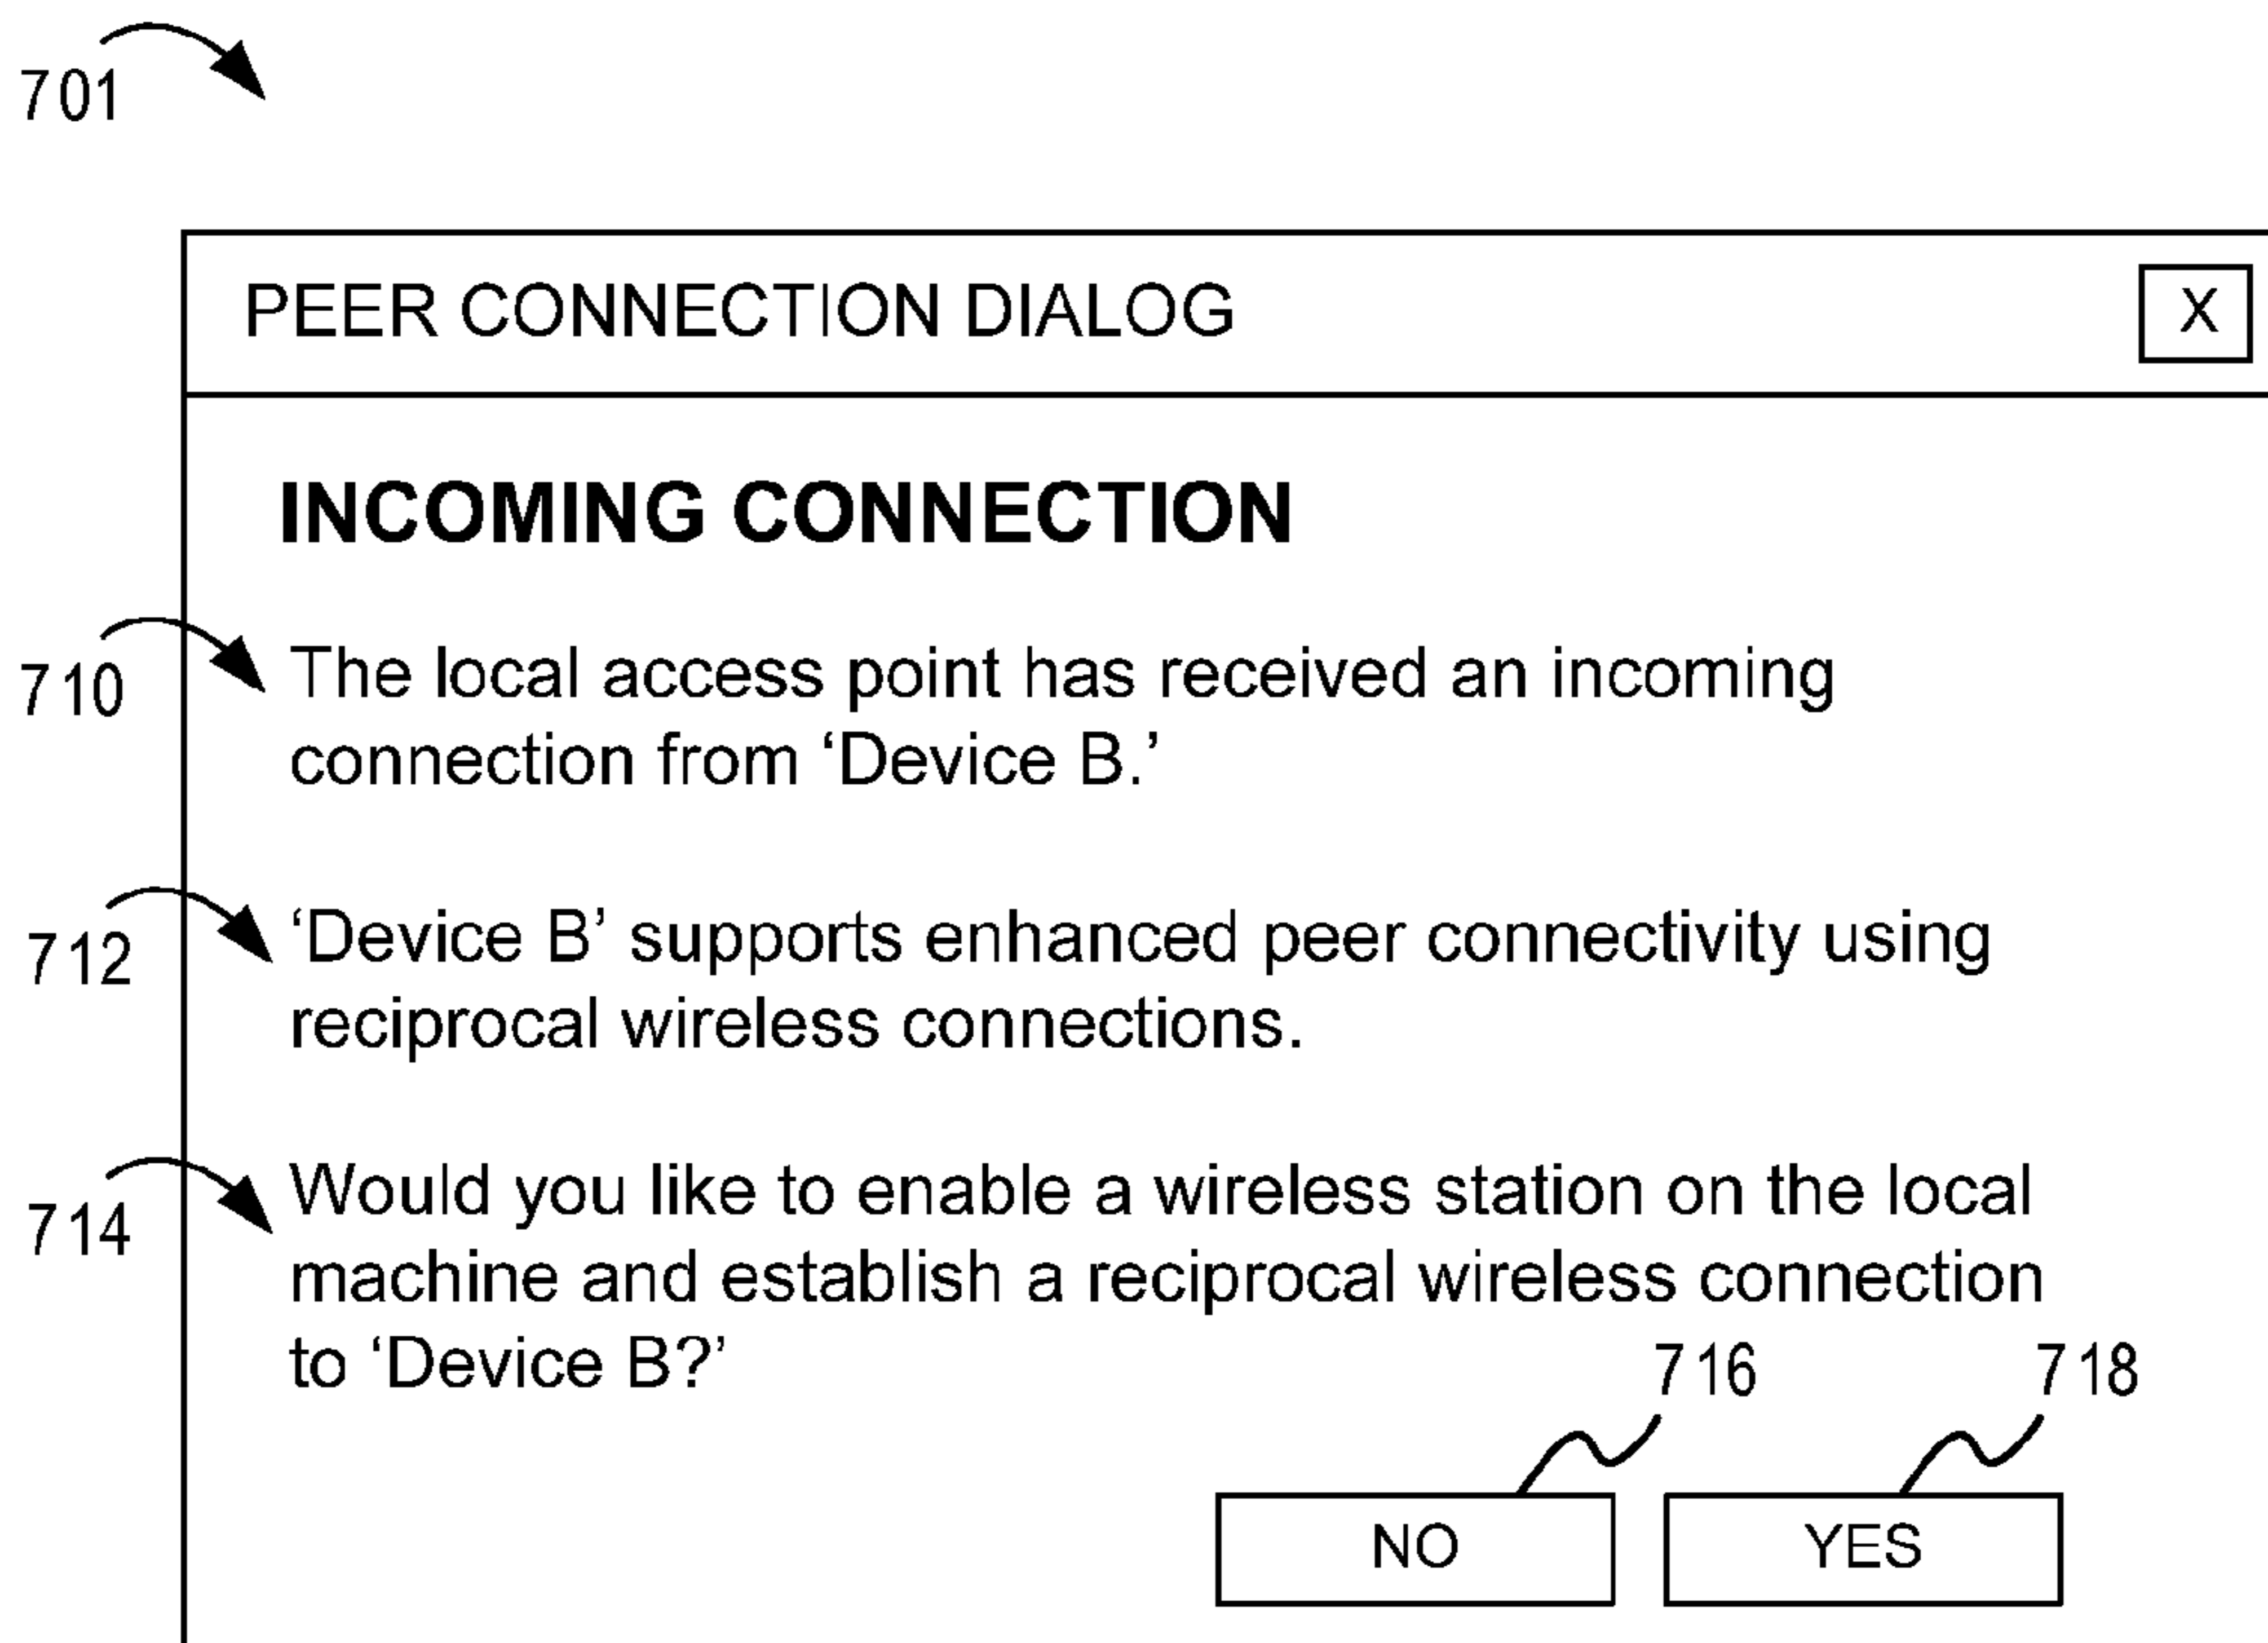 701
PEER CONNECTION DIALOG X
INCOMING CONNECTION
710 The local access point has received an incoming
connection from ‘Device B.’
712 ‘Device B’ supports enhanced peer connectivity using
reciprocal wireless connections.
714 Would you like to enable a wireless station on the local
machine and establish a reciprocal wireless connection
to ‘Device B?’
716 718
NO YES